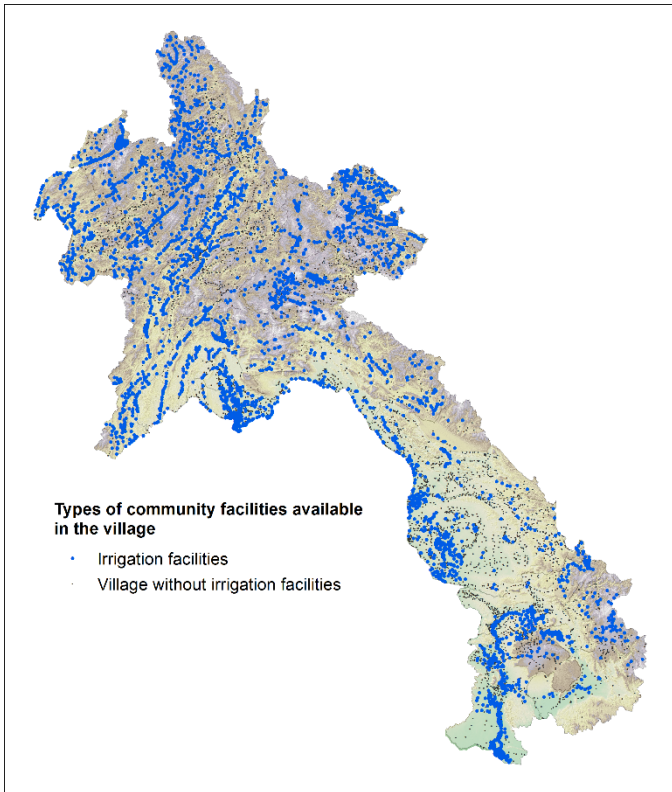 Types of community facilities available
in the village
Irrigation facilities
Village without irrigation facilities